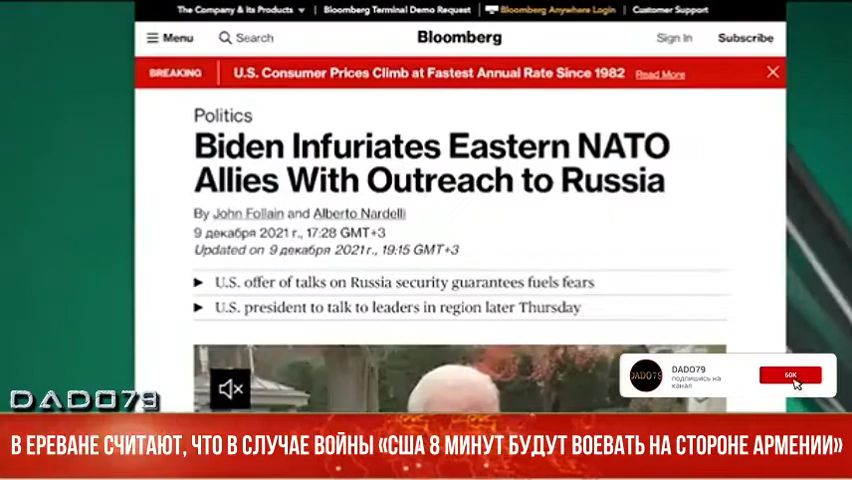 The Company & Its Products ▼ Bloomberg Terminal Demo Request Bloomberg Anywhere Login Customer Support
Menu Search Bloomberg Sign In Subscribe
BREAKING U.S. Consumer Prices Climb at Fastest Annual Rate Since 1982 Read More
Politics
Biden Infuriates Eastern NATO
Allies With Outreach to Russia
By John Follain and Alberto Nardelli
9 декабря 2021 г., 17:28 GMT+3
Updated on 9 декабря 2021 г., 19:15 GMT+3
► U.S. offer of talks on Russia security guarantees fuels fears
► U.S. president to talk to leaders in region later Thursday
DADO79
DADO79
подпишись на
канал
60K
DADO79
В ЕРЕВАНЕ СЧИТАЮТ, ЧТО В СЛУЧАЕ ВОЙНЫ «США 8 МИНУТ БУДУТ ВОЕВАТЬ НА СТОРОНЕ АРМЕНИИ»